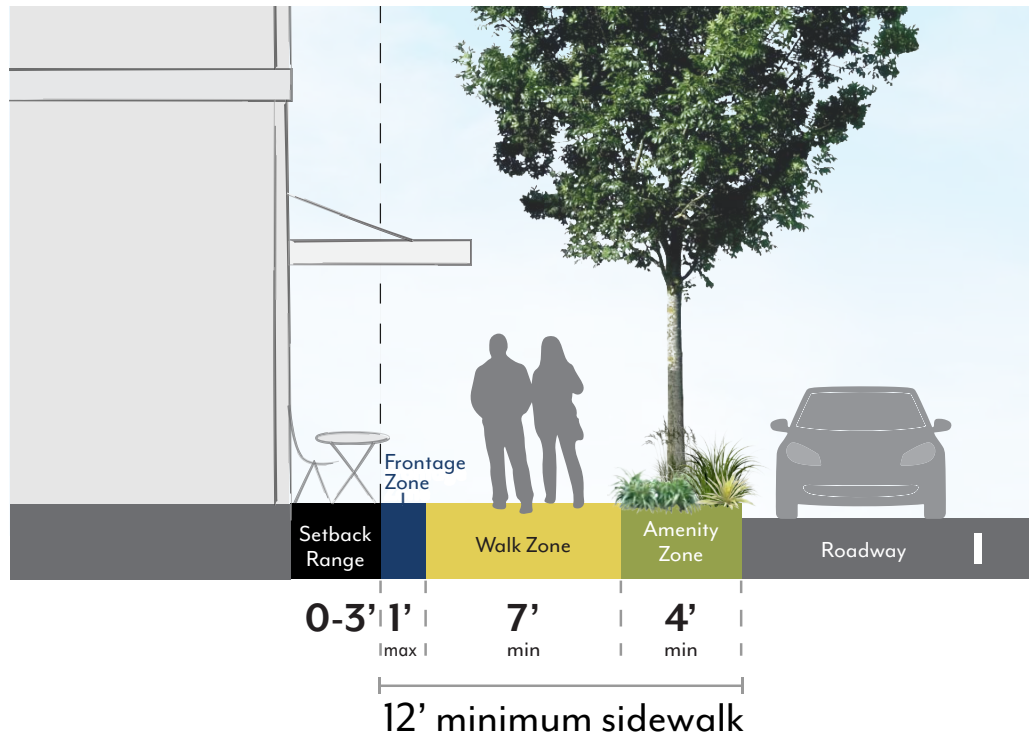 Frontage
Zone
Setback
Range
Walk Zone
Amenity
Zone
Roadway
0-3’
1’
max
7’
min
4’
min
12’ minimum sidewalk